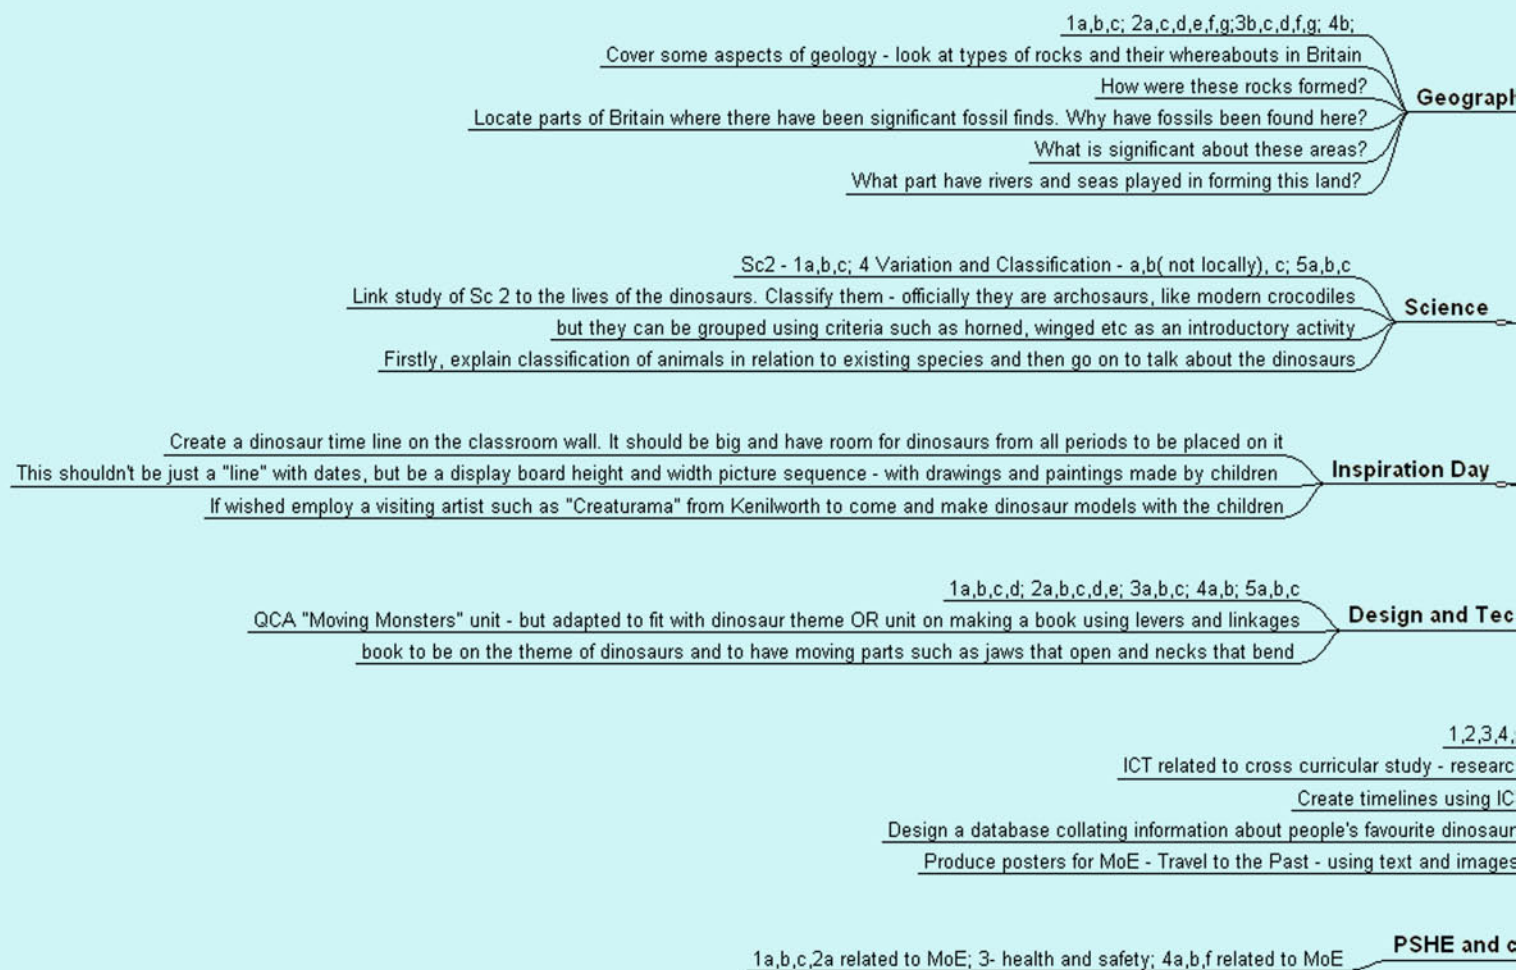 1a,b,c; 2a,c,d,e,f,g;3b,c,d,f,g; 4b;
Cover some aspects of geology - look at types of rocks and their whereabouts in Britain
How were these rocks formed?
Geograph
Locate parts of Britain where there have been significant fossil finds. Why have fossils been found here?
What is significant about these areas?
What part have rivers and seas played in forming this land?
Sc2 - 1a,b,c; 4 Variation and Classification - a,b( not locally), c; 5a,b,c
Link study of Sc 2 to the lives of the dinosaurs. Classify them - officially they are archosaurs, like modern crocodiles
Science
but they can be grouped using criteria such as horned, winged etc as an introductory activity
Firstly, explain classification of animals in relation to existing species and then go on to talk about the dinosaurs
Create a dinosaur time line on the classroom wall. It should be big and have room for dinosaurs from all periods to be placed on it
This shouldn't be just a "line" with dates, but be a display board height and width picture sequence - with drawings and paintings made by children
Inspiration Day
If wished employ a visiting artist such as "Creaturama" from Kenilworth to come and make dinosaur models with the children
1a,b,c,d; 2a,b,c,d,e; 3a,b,c; 4a,b; 5a,b,c
QCA "Moving Monsters" unit - but adapted to fit with dinosaur theme OR unit on making a book using levers and linkages
Design and Tec
book to be on the theme of dinosaurs and to have moving parts such as jaws that open and necks that bend
1,2,3,4,
ICT related to cross curricular study - researc
Create timelines using IC
Design a database collating information about people's favourite dinosaur
Produce posters for MoE - Travel to the Past - using text and images
PSHE and c
1a,b,c,2a related to MoE; 3- health and safety; 4a,b,f related to MoE